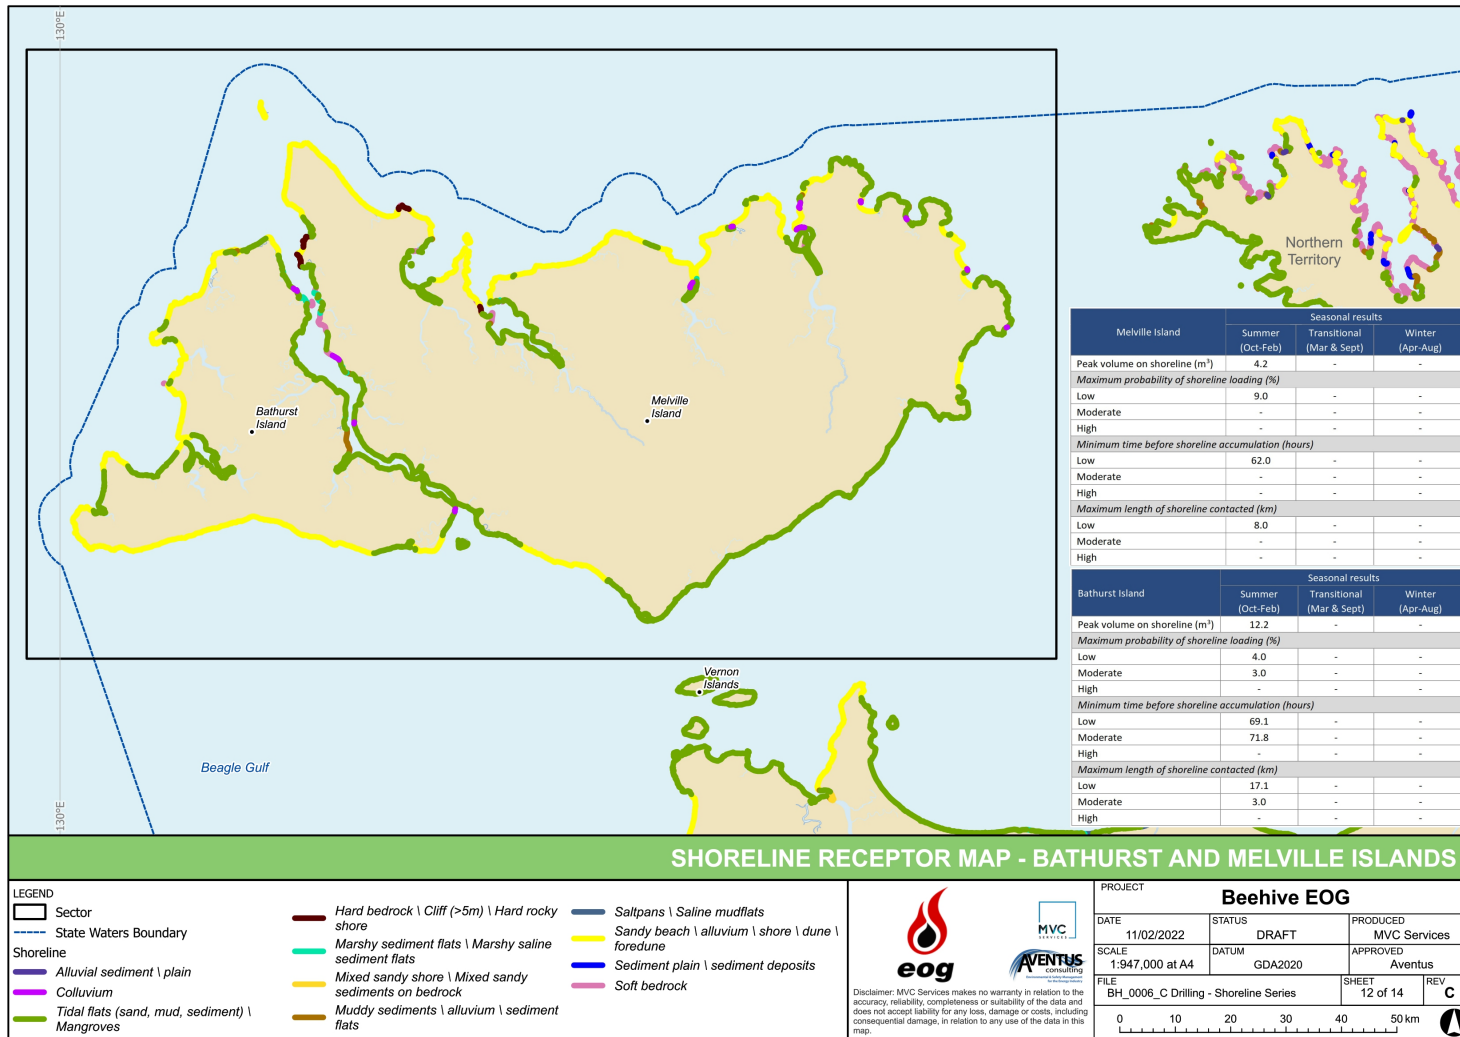 130°E
Northern
Territory
Bathurst
Island
Melville
Island
Vernon
Islands
Beagle Gulf
130°E
Melville Island
Seasonal results
Summer
(Oct-Feb)
Transitional
(Mar & Sept)
Winter
(Apr-Aug)
Peak volume on shoreline (m³) 4.2 - -
Maximum probability of shoreline loading (%)
Low 9.0 - -
Moderate - - -
High - - -
Minimum time before shoreline accumulation (hours)
Low 62.0 - -
Moderate - - -
High - - -
Maximum length of shoreline contacted (km)
Low 8.0 - -
Moderate - - -
High - - -
Bathurst Island
Seasonal results
Summer
(Oct-Feb)
Transitional
(Mar & Sept)
Winter
(Apr-Aug)
Peak volume on shoreline (m³) 12.2 - -
Maximum probability of shoreline loading (%)
Low 4.0 - -
Moderate 3.0 - -
High - - -
Minimum time before shoreline accumulation (hours)
Low 69.1 - -
Moderate 71.8 - -
High - - -
Maximum length of shoreline contacted (km)
Low 17.1 - -
Moderate 3.0 - -
High - - -
SHORELINE RECEPTOR MAP - BATHURST AND MELVILLE ISLANDS
LEGEND
Sector
State Waters Boundary
Shoreline
Alluvial sediment \ plain
Colluvium
Tidal flats (sand, mud, sediment) \
Mangroves
Hard bedrock \ Cliff (>5m) \ Hard rocky
shore
Marshy sediment flats \ Marshy saline
sediment flats
Mixed sandy shore \ Mixed sandy
sediments on bedrock
Muddy sediments \ alluvium \ sediment
flats
Saltpans \ Saline mudflats
Sandy beach \ alluvium \ shore \ dune \
foredune
Sediment plain \ sediment deposits
Soft bedrock
eog
MVC
SERVICES
AVENTUS
consulting
Disclaimer: MVC Services makes no warranty in relation to the
accuracy, reliability, completeness or suitability of the data and
does not accept liability for any loss, damage or costs, including
consequential damage, in relation to any use of the data in this
map.
PROJECT
Beehive EOG
DATE
11/02/2022
STATUS
DRAFT
PRODUCED
MVC Services
SCALE
1:947,000 at A4
DATUM
GDA2020
APPROVED
Aventus
FILE
BH_0006_C Drilling - Shoreline Series
SHEET
12 of 14
REV
C
0 10 20 30 40 50 km